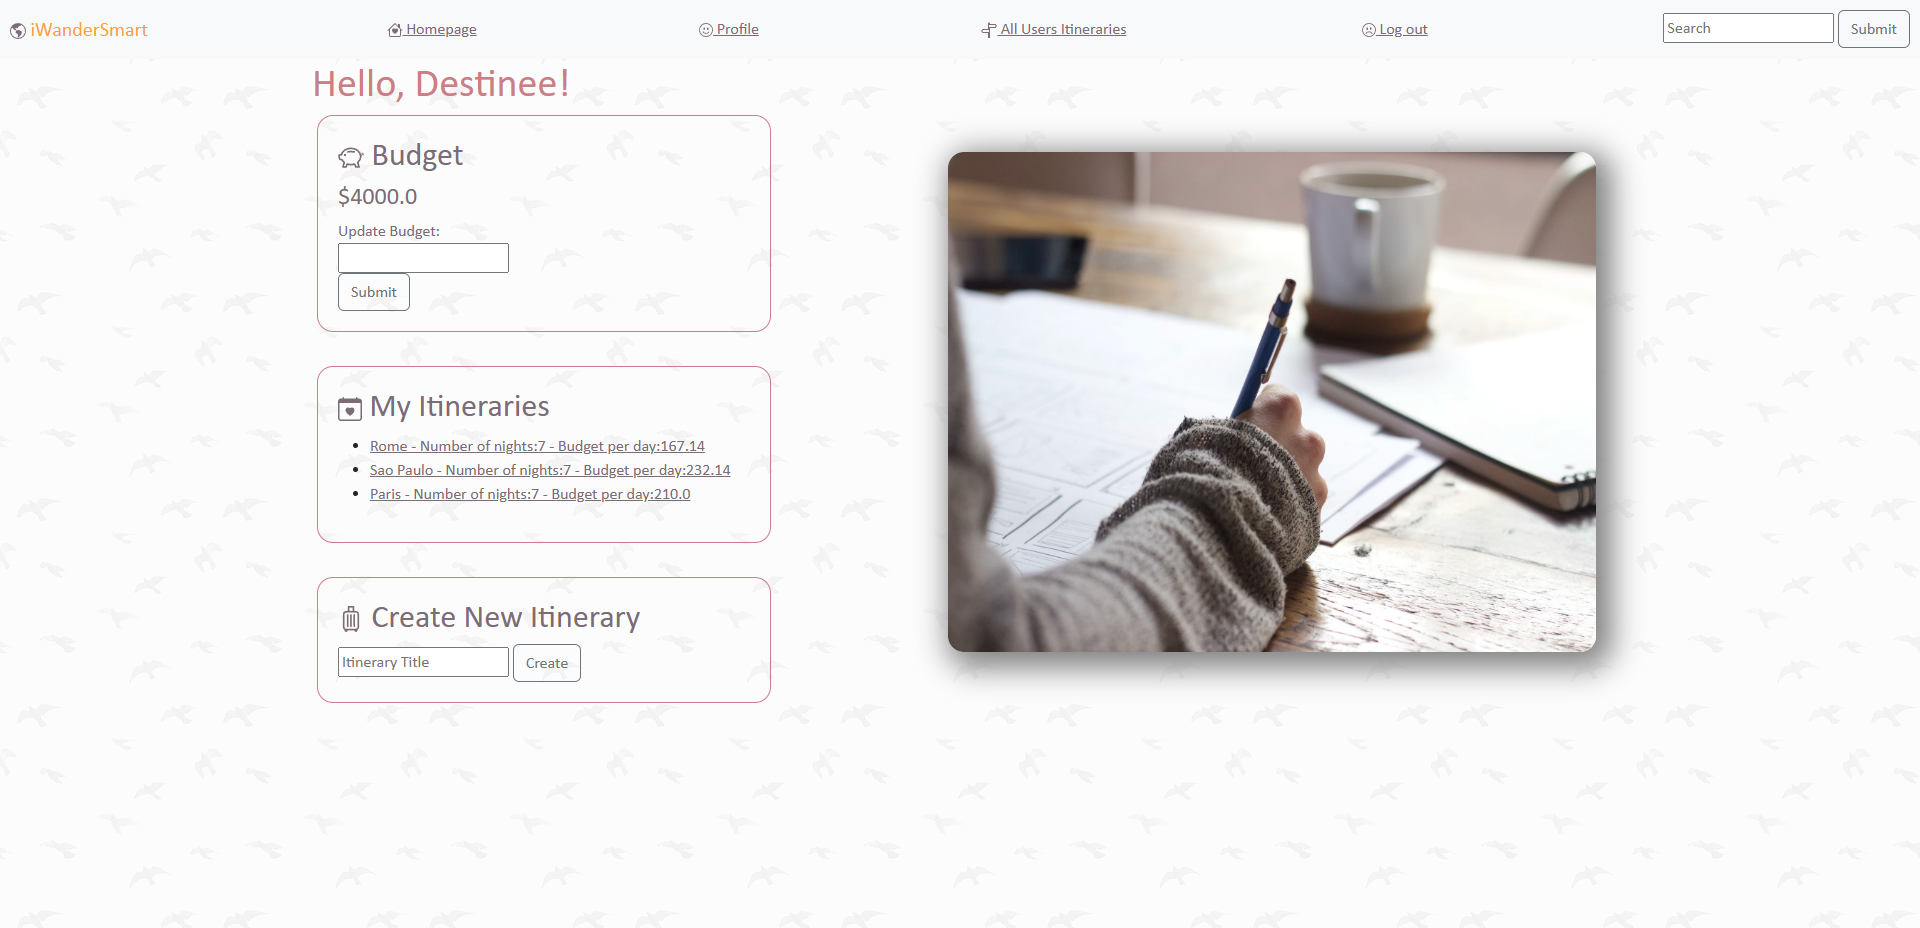 iWanderSmart
Homepage
Profile
All Users Itineraries
Log out
Search
Submit
Hello, Destinee!
Budget
$4000.0
Update Budget:
Submit
My Itineraries
Rome - Number of nights:7 - Budget per day:167.14
Sao Paulo - Number of nights:7 - Budget per day:232.14
Paris - Number of nights:7 - Budget per day:210.0
Create New Itinerary
Itinerary Title
Create